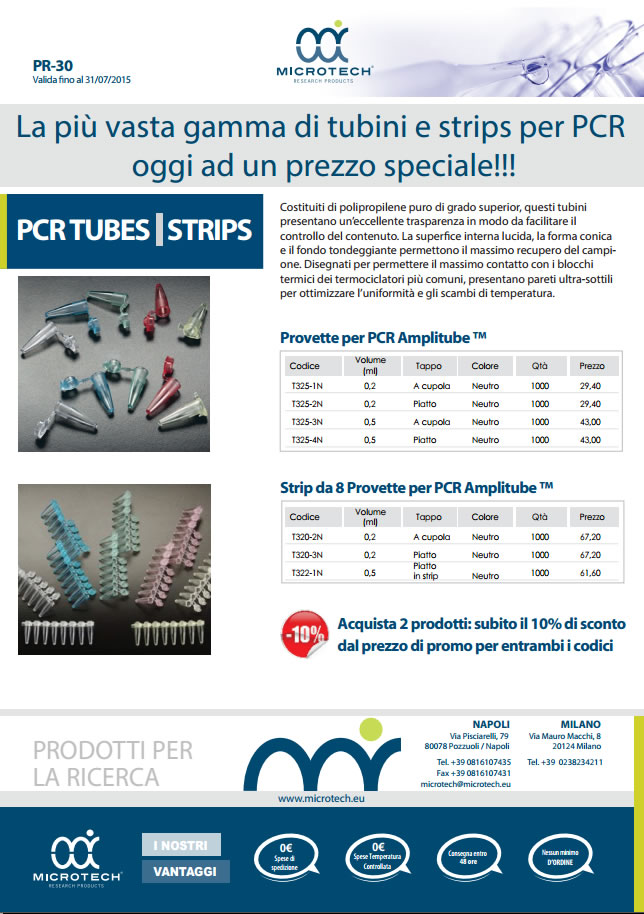 PR-30
Valida fino al 31/07/2015
MICROTECH®
RESEARCH PRODUCTS
La più vasta gamma di tubini e strips per PCR
oggi ad un prezzo speciale!!!
PCR TUBES | STRIPS
Costituiti di polipropilene puro di grado superior, questi tubini
presentano un'eccellente trasparenza in modo da facilitare il
controllo del contenuto. La superfice interna lucida, la forma conica
e il fondo tondeggiante permettono il massimo recupero del campi-
one. Disegnati per permettere il massimo contatto con i blocchi
termici dei termociclatori più comuni, presentano pareti ultra-sottili
per ottimizzare l'uniformità e gli scambi di temperatura.
Provette per PCR Amplitube ™
Codice Volume (ml) Tappo Colore Qtà Prezzo
T325-1N 0,2 A cupola Neutro 1000 29,40
T325-2N 0,2 Piatto Neutro 1000 29,40
T325-3N 0,5 A cupola Neutro 1000 43,00
T325-4N 0,5 Piatto Neutro 1000 43,00
Strip da 8 Provette per PCR Amplitube ™
Codice Volume (ml) Tappo Colore Qtà Prezzo
T320-2N 0,2 A cupola Neutro 1000 67,20
T320-3N 0,2 Piatto Neutro 1000 67,20
T322-1N 0,5 Piatto in strip Neutro 1000 61,60
-10%
Acquista 2 prodotti: subito il 10% di sconto
dal prezzo di promo per entrambi i codici
PRODOTTI PER
LA RICERCA
www.microtech.eu
NAPOLI
Via Pisciarelli, 79
80078 Pozzuoli / Napoli
Tel. +39 0816107435
Fax +39 0816107431
microtech@microtech.eu
MILANO
Via Mauro Macchi, 8
20124 Milano
Tel. +39 0238234211
MICROTECH®
RESEARCH PRODUCTS
I NOSTRI
VANTAGGI
0€
Spese di
spedizione
0€
Spese Temperatura
Controllata
Consegna entro
48 ore
Nessun minimo
D'ORDINE